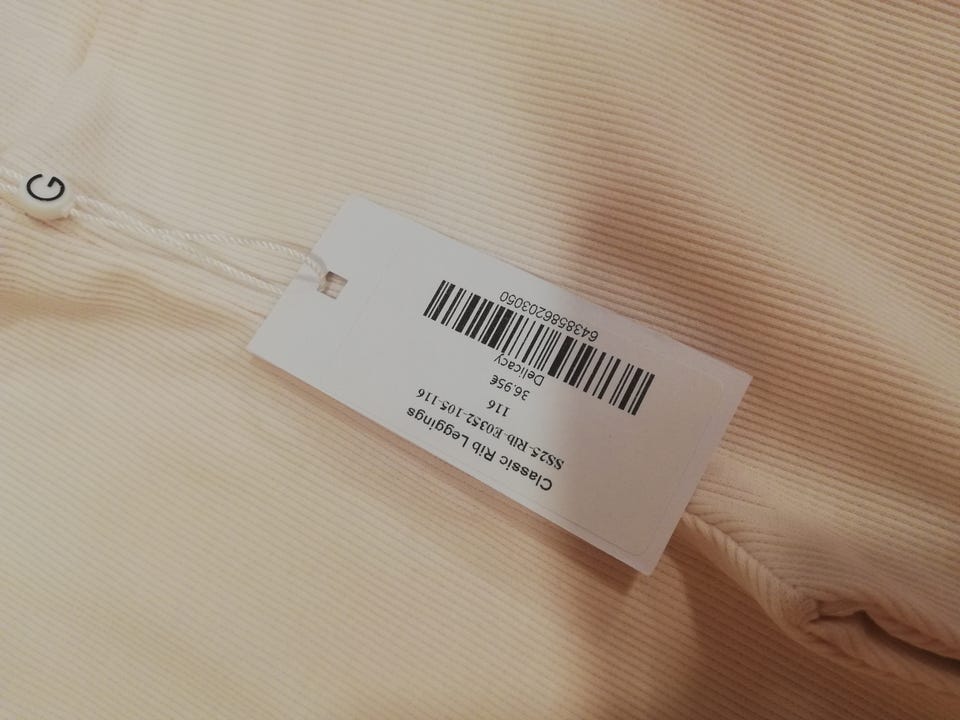 G
Classic Rib Leggings
SS25-Rib-E0352-105-116
116
36.95€
Delicacy
6438586203050